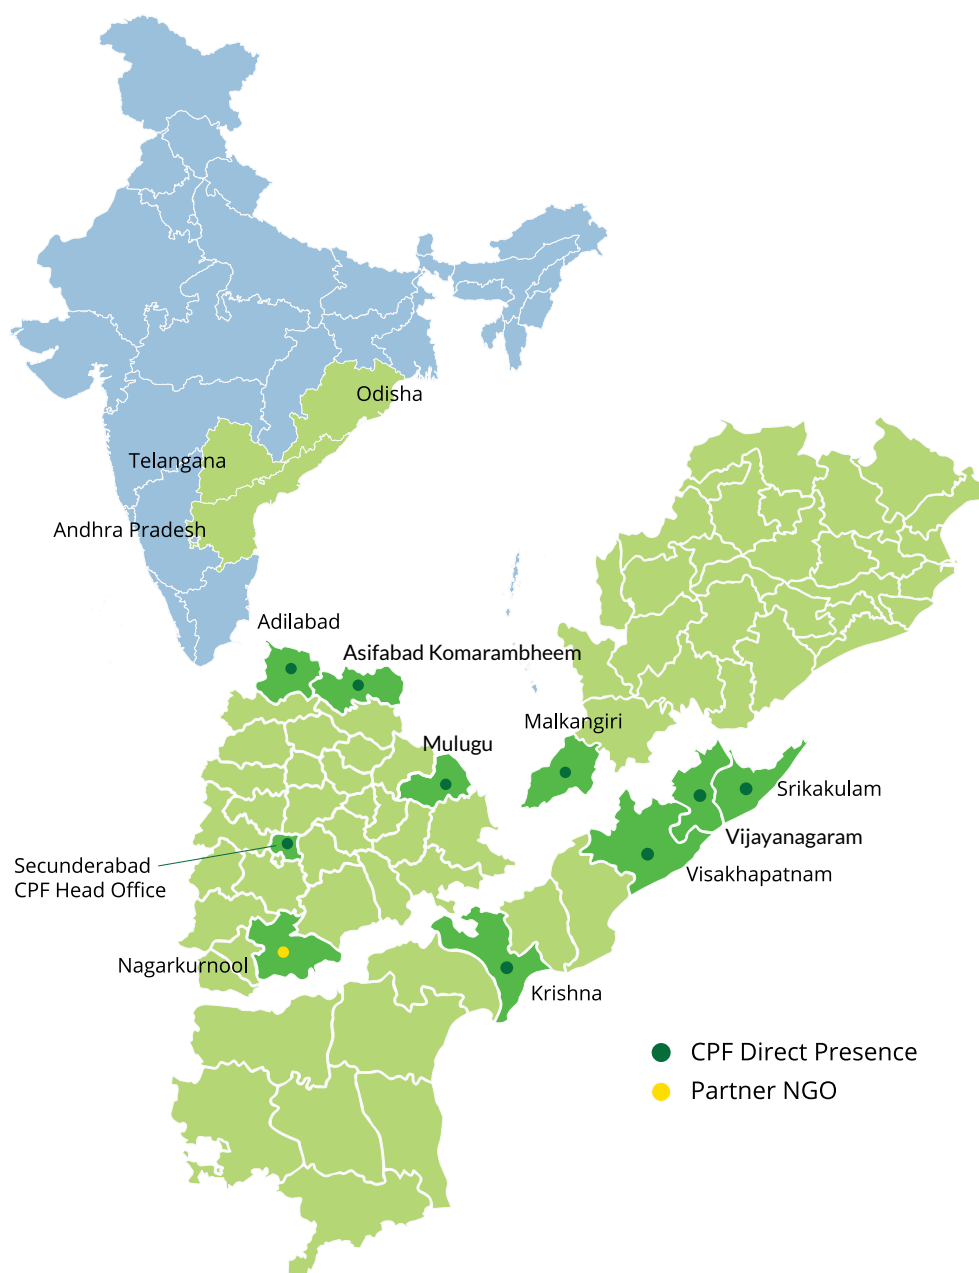 Odisha
Telangana
Andhra Pradesh
Adilabad
Asifabad Komarambheem
Malkangiri
Mulugu
Srikakulam
Vijayanagaram
Secunderabad
CPF Head Office
Visakhapatnam
Nagarkurnool
Krishna
CPF Direct Presence
Partner NGO